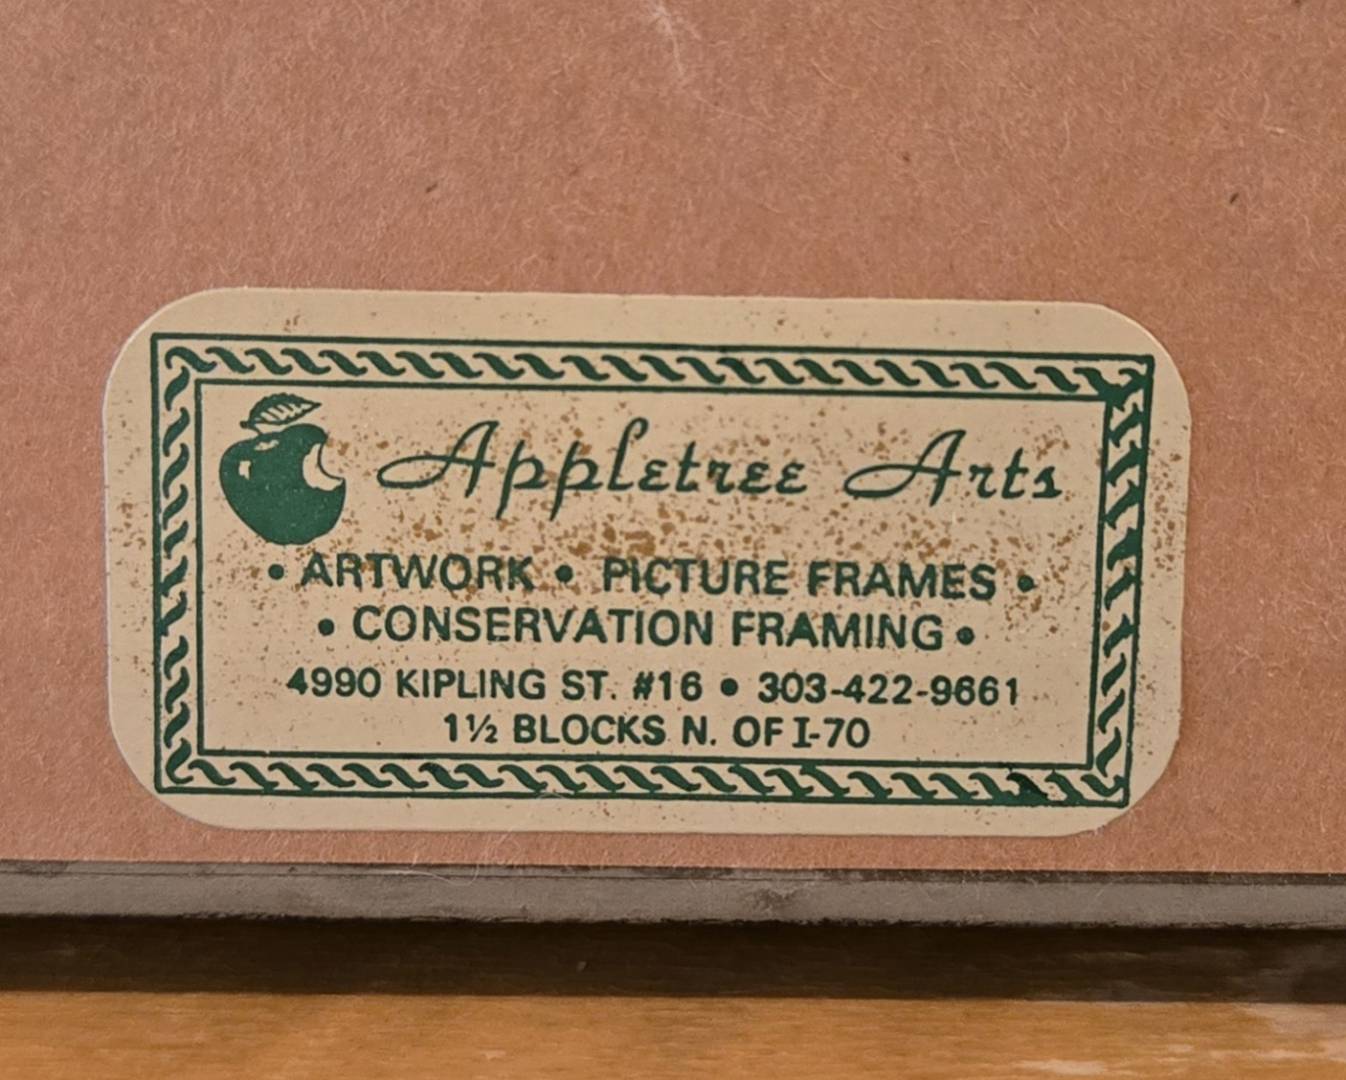 Appletree Arts
• ARTWORK • PICTURE FRAMES •
• CONSERVATION FRAMING •
4990 KIPLING ST. #16 • 303-422-9661
1½ BLOCKS N. OF I-70